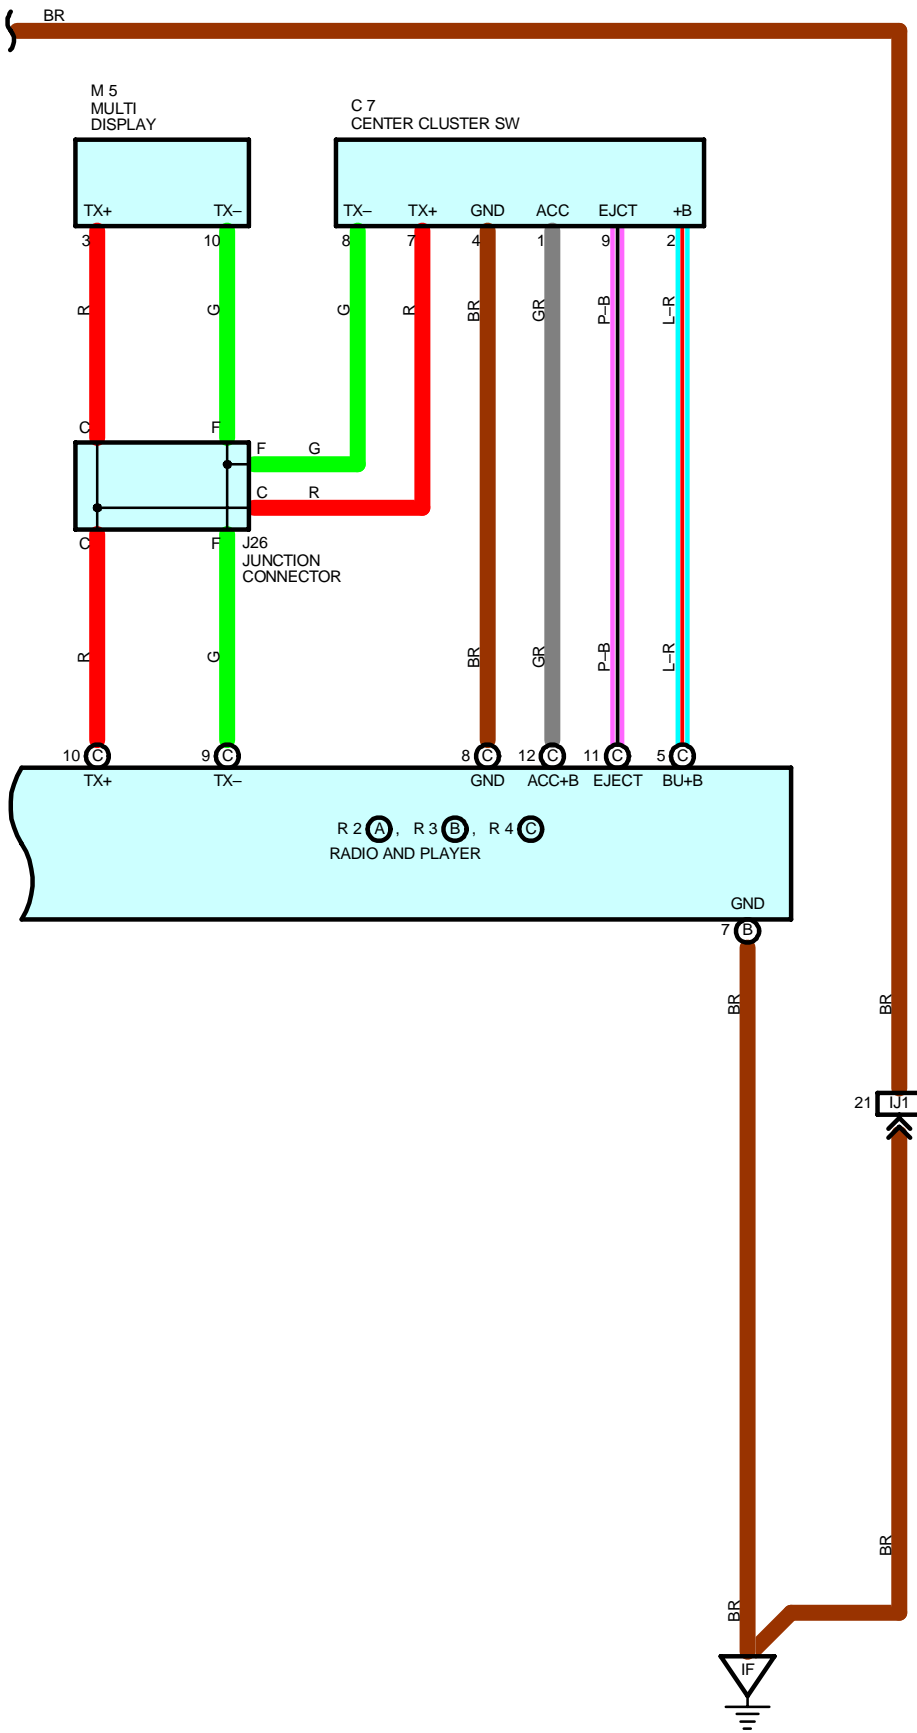 BR
M 5
MULTI
DISPLAY
C 7
CENTER CLUSTER SW
TX+ TX– TX– TX+ GND ACC EJCT +B
3 10 8 7 4 1 9 2
R G G R BR GR P–B L–R
C F
F G
C R
C F
J26
JUNCTION
CONNECTOR
R G BR GR P–B L–R
10 C 9 C 8 C 12 C 11 C 5 C
TX+ TX– GND ACC+B EJECT BU+B
R 2 A , R 3 B , R 4 C
RADIO AND PLAYER
GND
7 B
BR BR
21 IJ1
BR
BR
IF